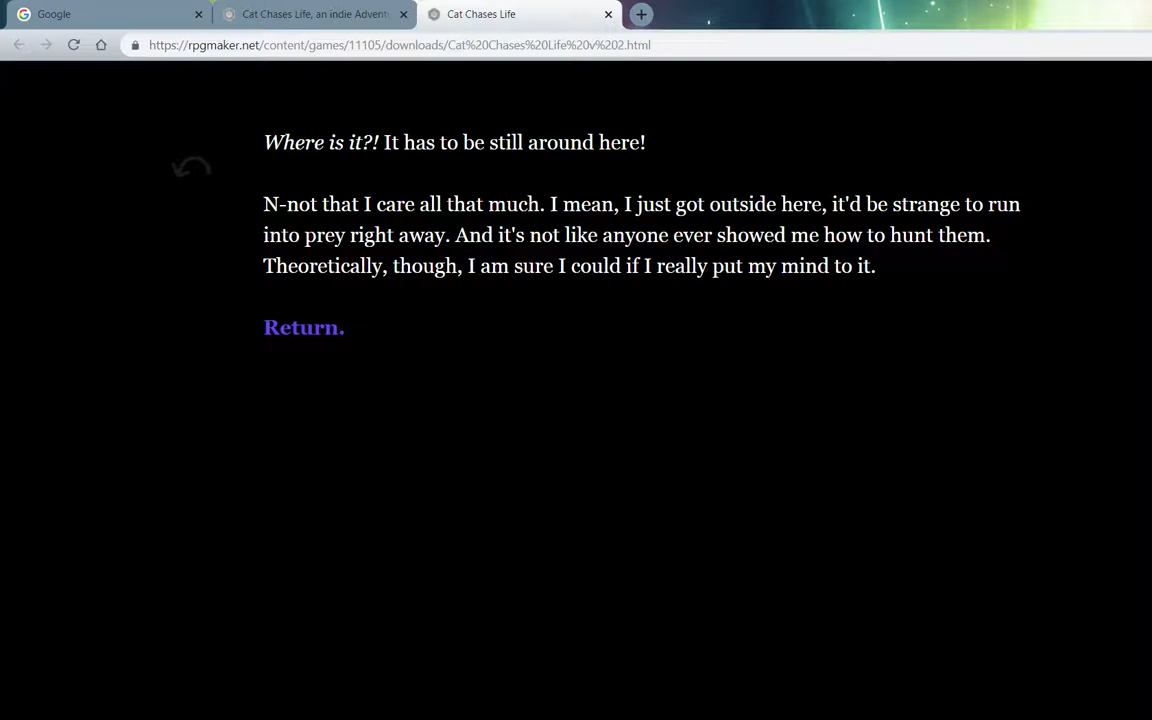 Google
Cat Chases Life, an indie Advent
Cat Chases Life
https://rpgmaker.net/content/games/11105/downloads/Cat%20Chases%20Life%20v%202.html
Where is it?! It has to be still around here!
N-not that I care all that much. I mean, I just got outside here, it'd be strange to run
into prey right away. And it's not like anyone ever showed me how to hunt them.
Theoretically, though, I am sure I could if I really put my mind to it.
Return.